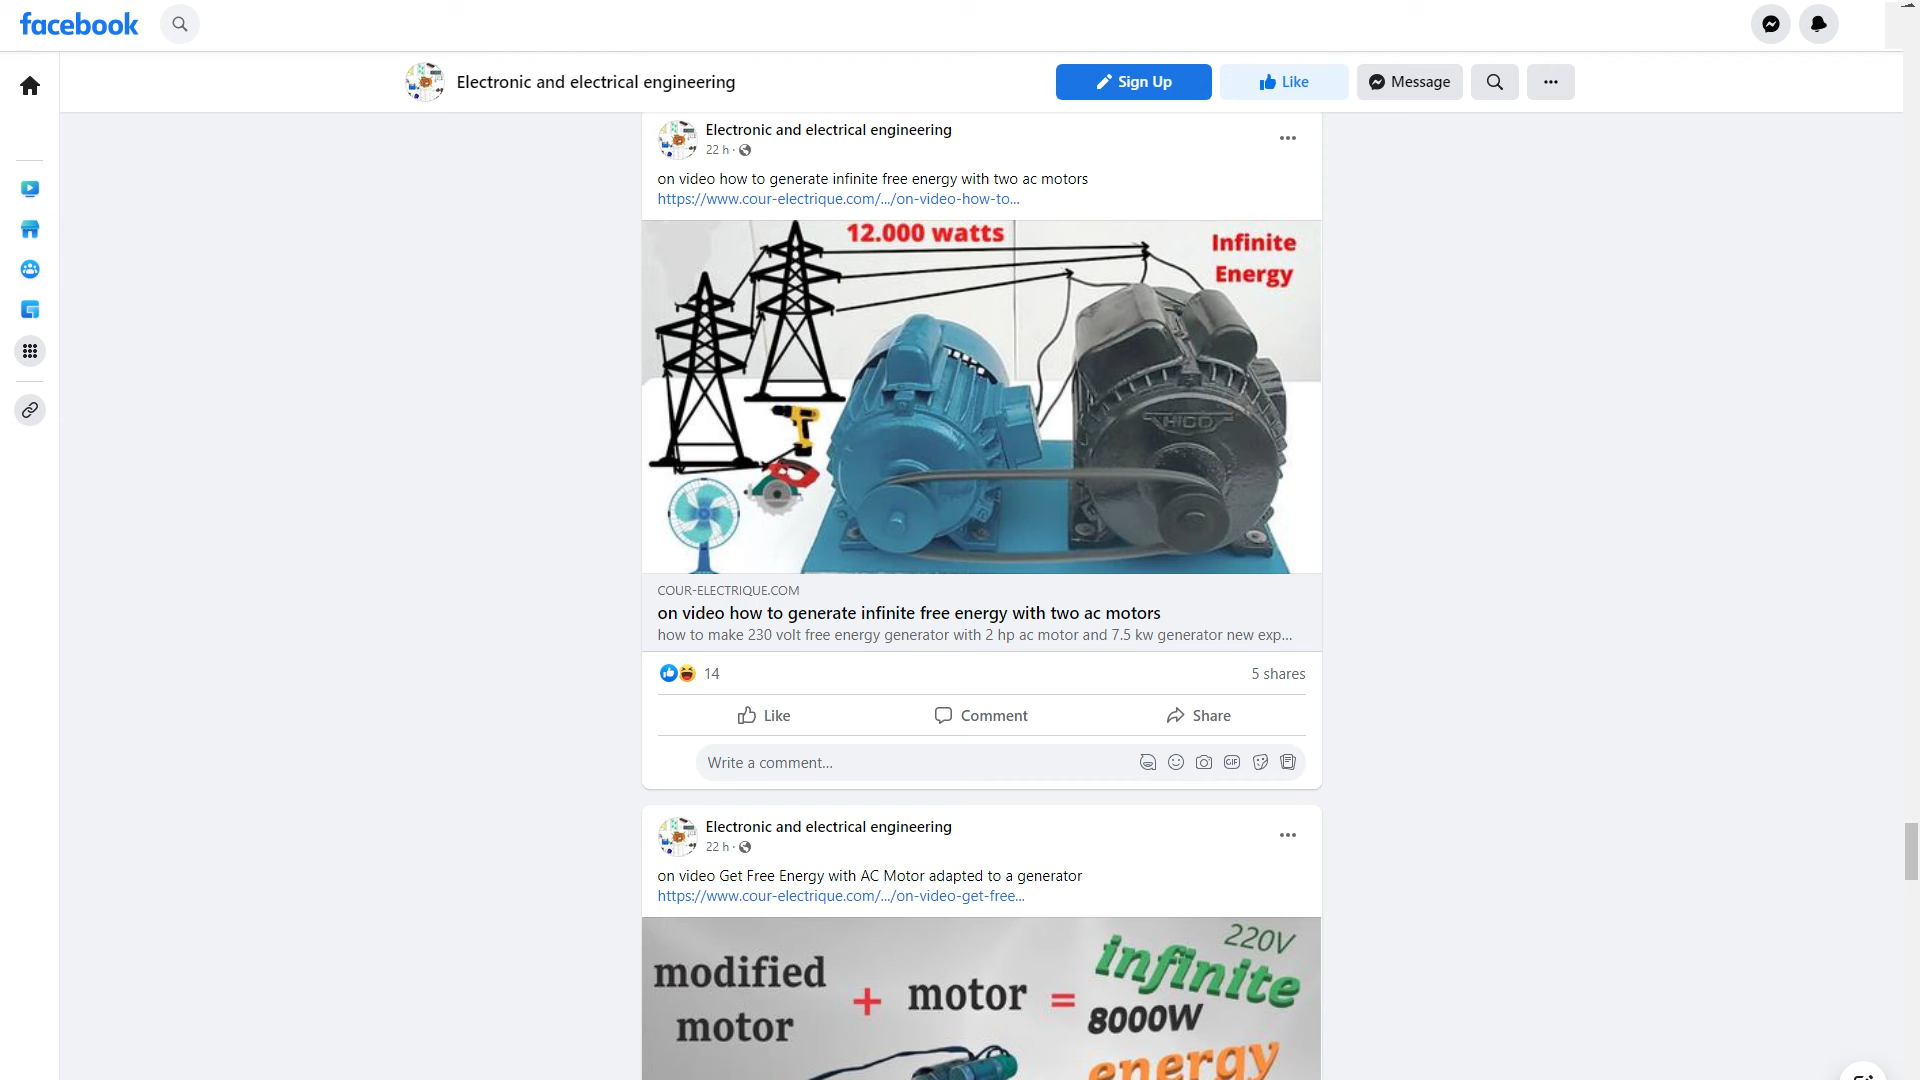 facebook
Electronic and electrical engineering
Sign Up
Like
Message
Electronic and electrical engineering
22 h ·
on video how to generate infinite free energy with two ac motors
https://www.cour-electrique.com/.../on-video-how-to...
12.000 watts
Infinite
Energy
HICO
COUR-ELECTRIQUE.COM
on video how to generate infinite free energy with two ac motors
how to make 230 volt free energy generator with 2 hp ac motor and 7.5 kw generator new exp...
14
5 shares
Like
Comment
Share
Write a comment...
GIF
Electronic and electrical engineering
22 h ·
on video Get Free Energy with AC Motor adapted to a generator
https://www.cour-electrique.com/.../on-video-get-free...
220V
modified
motor
+ motor =
infinite
8000W
energy